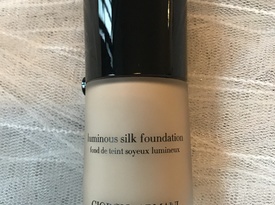 luminous silk foundation
fond de teint soyeux lumineux